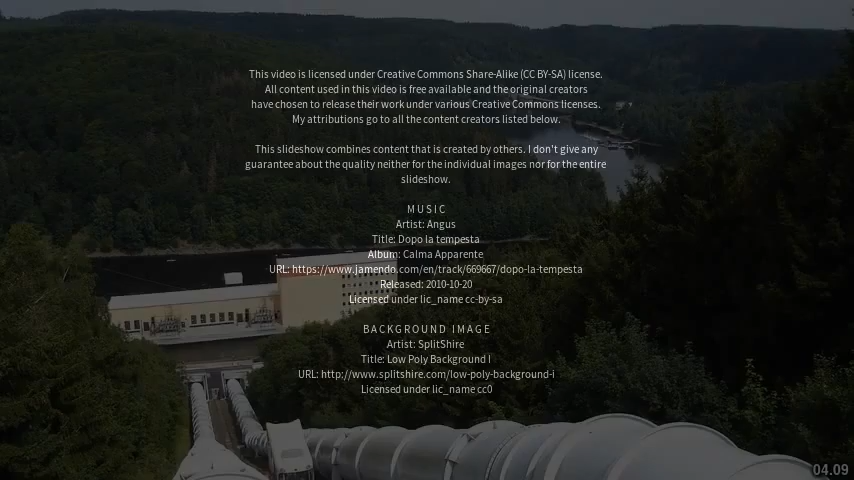 This video is licensed under Creative Commons Share-Alike (CC BY-SA) license.
All content used in this video is free available and the original creators
have chosen to release their work under various Creative Commons licenses.
My attributions go to all the content creators listed below.
This slideshow combines content that is created by others. I don't give any
guarantee about the quality neither for the individual images nor for the entire
slideshow.
MUSIC
Artist: Angus
Title: Dopo la tempesta
Album: Calma Apparente
URL: https://www.jamendo.com/en/track/669667/dopo-la-tempesta
Released: 2010-10-20
Licensed under lic_name cc-by-sa
BACKGROUND IMAGE
Artist: SplitShire
Title: Low Poly Background I
URL: http://www.splitshire.com/low-poly-background-i
Licensed under lic_name cc0
04.09